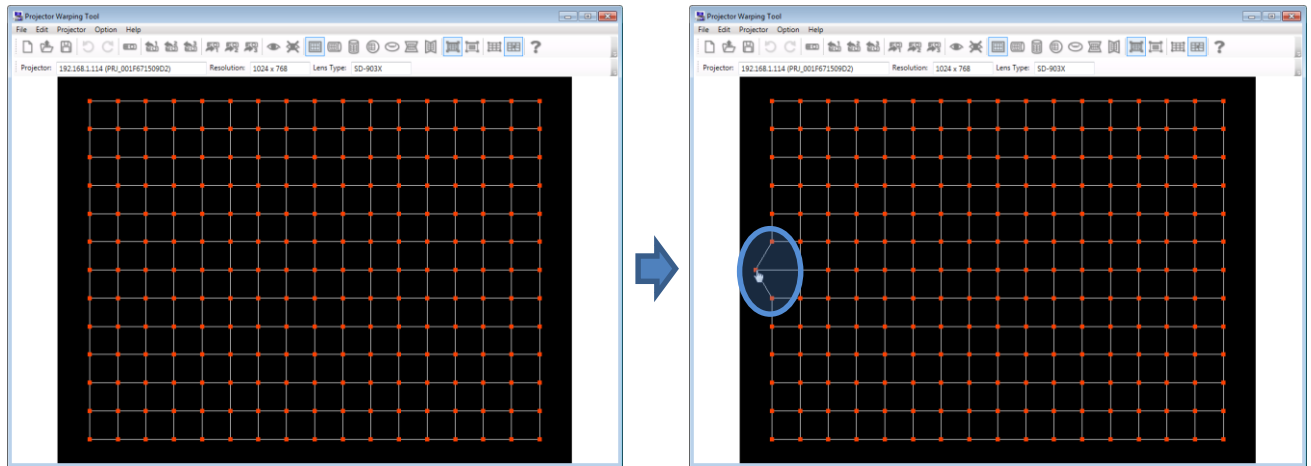 Projector Warping Tool
File Edit Projector Option Help
Projector: 192.168.1.114 (PRJ_001F671509D2) Resolution: 1024 x 768 Lens Type: SD-903X
Projector Warping Tool
File Edit Projector Option Help
Projector: 192.168.1.114 (PRJ_001F671509D2) Resolution: 1024 x 768 Lens Type: SD-903X